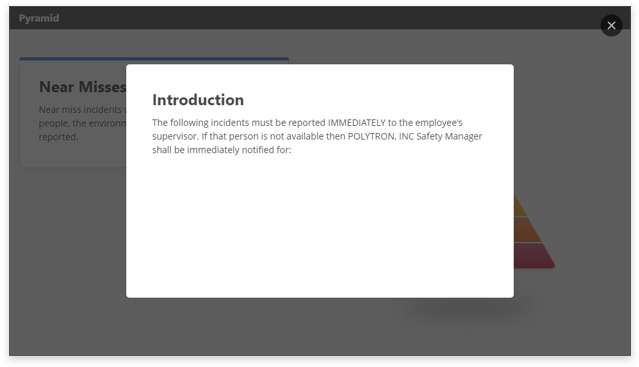 Pyramid
Near Misses
Near miss incidents
people, the environm
reported.
Introduction
The following incidents must be reported IMMEDIATELY to the employee's
supervisor. If that person is not available then POLYTRON, INC Safety Manager
shall be immediately notified for: